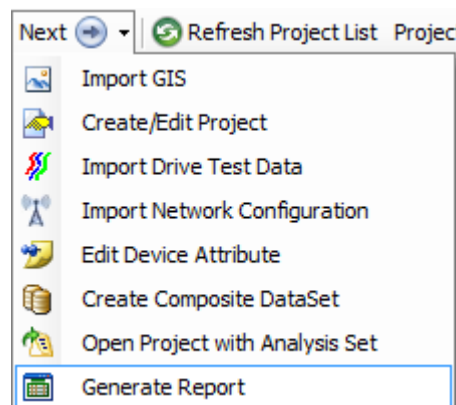 Next Refresh Project List Projec
Import GIS
Create/Edit Project
Import Drive Test Data
Import Network Configuration
Edit Device Attribute
Create Composite DataSet
Open Project with Analysis Set
Generate Report